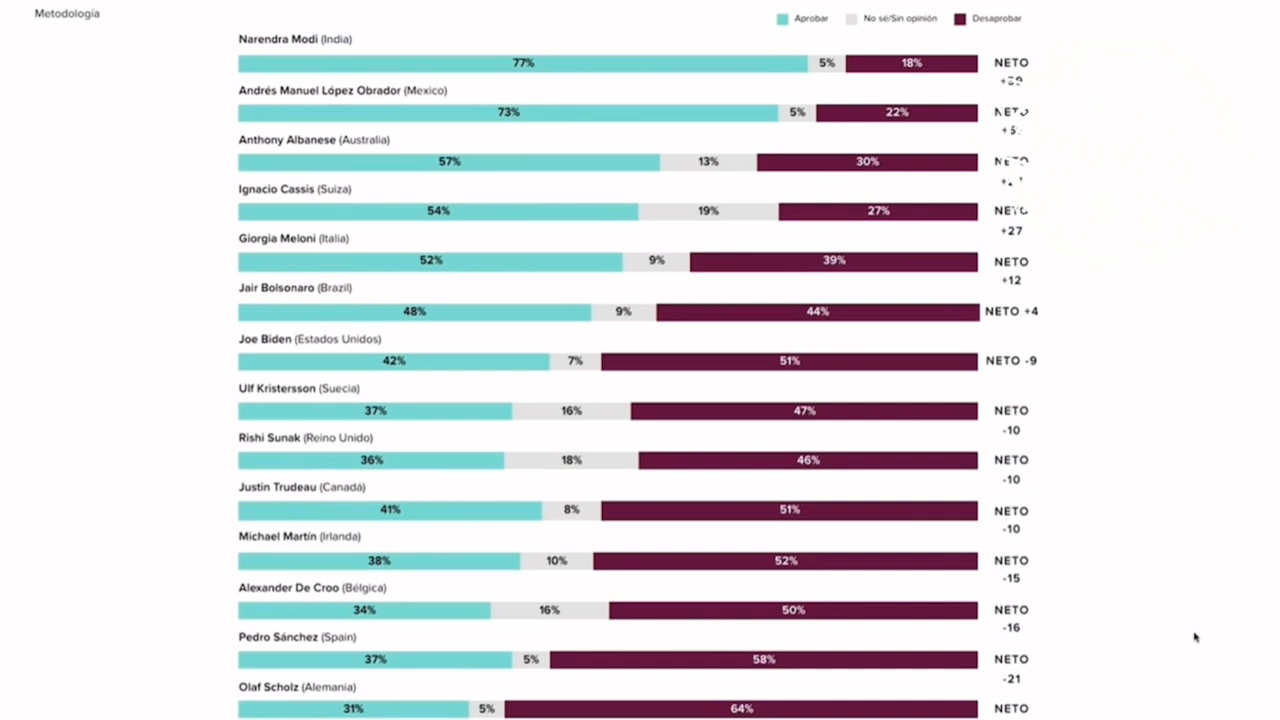 Metodología
Aprobar No sé/Sin opinión Desaprobar
Narendra Modi (India)
77% 5% 18% NETO
Andrés Manuel López Obrador (Mexico)
73% 5% 22%
Anthony Albanese (Australia)
57% 13% 30%
Ignacio Cassis (Suiza)
54% 19% 27%
+27
Giorgia Meloni (Italia)
52% 9% 39% NETO
+12
Jair Bolsonaro (Brazil)
48% 9% 44% NETO +4
Joe Biden (Estados Unidos)
42% 7% 51% NETO -9
Ulf Kristersson (Suecia)
37% 16% 47% NETO
-10
Rishi Sunak (Reino Unido)
36% 18% 46% NETO
-10
Justin Trudeau (Canadá)
41% 8% 51% NETO
-10
Michael Martín (Irlanda)
38% 10% 52% NETO
-15
Alexander De Croo (Bélgica)
34% 16% 50% NETO
-16
Pedro Sánchez (Spain)
37% 5% 58% NETO
-21
Olaf Scholz (Alemania)
31% 5% 64% NETO